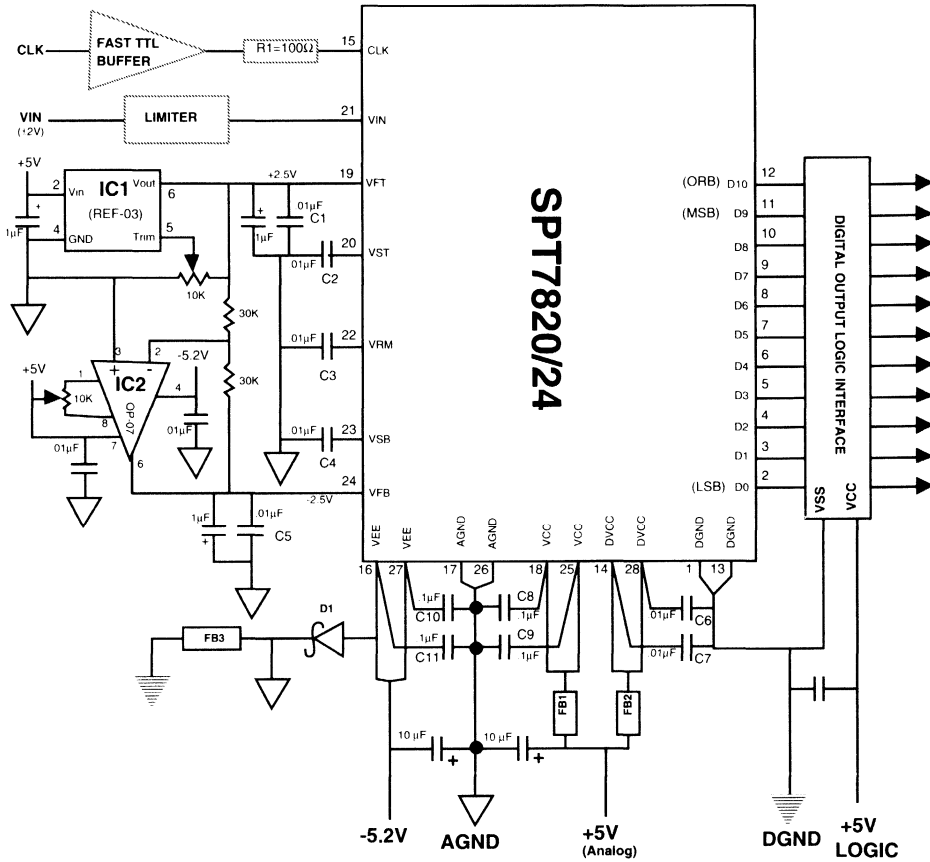 CLK
FAST TTL
BUFFER
R1=100Ω
15
CLK
VIN
(±2V)
LIMITER
21
VIN
+5V
2
Vin
IC1
Vout
6
(REF-03)
4
GND
Trim
5
+
1µF
+2.5V
19
VFT
+
1µF
.01µF
C1
20
VST
.01µF
C2
10K
30K
30K
22
VRM
.01µF
C3
23
VSB
.01µF
C4
3
2
+
-
-5.2V
4
+5V
1
IC2
10K
OP-07
8
7
6
01µF
01µF
24
VFB
-2.5V
1µF
+
.01µF
C5
SPT7820/24
(ORB)
D10
12
(MSB)
D9
11
D8
10
D7
9
D6
8
D5
7
D4
6
D3
5
D2
4
D1
3
(LSB)
D0
2
DIGITAL OUTPUT LOGIC INTERFACE
VSS
VCC
VEE
VEE
AGND
AGND
VCC
VCC
DVCC
DVCC
DGND
DGND
16
27
17
26
18
25
14
28
1
13
.1µF
C10
C8
.1µF
.1µF
C11
C9
1µF
.01µF
C6
.01µF
C7
D1
FB3
FB1
FB2
10 µF
+
10 µF
+
-5.2V
AGND
+5V
(Analog)
DGND
+5V
LOGIC